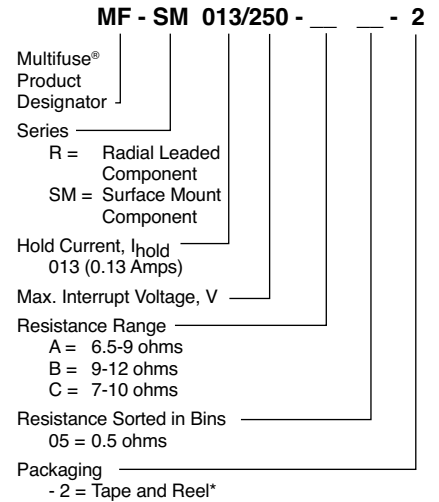 MF - SM 013/250 - __ __ - 2
Multifuse®
Product
Designator
Series
R = Radial Leaded
Component
SM = Surface Mount
Component
Hold Current, Ihold
013 (0.13 Amps)
Max. Interrupt Voltage, V
Resistance Range
A = 6.5-9 ohms
B = 9-12 ohms
C = 7-10 ohms
Resistance Sorted in Bins
05 = 0.5 ohms
Packaging
- 2 = Tape and Reel*